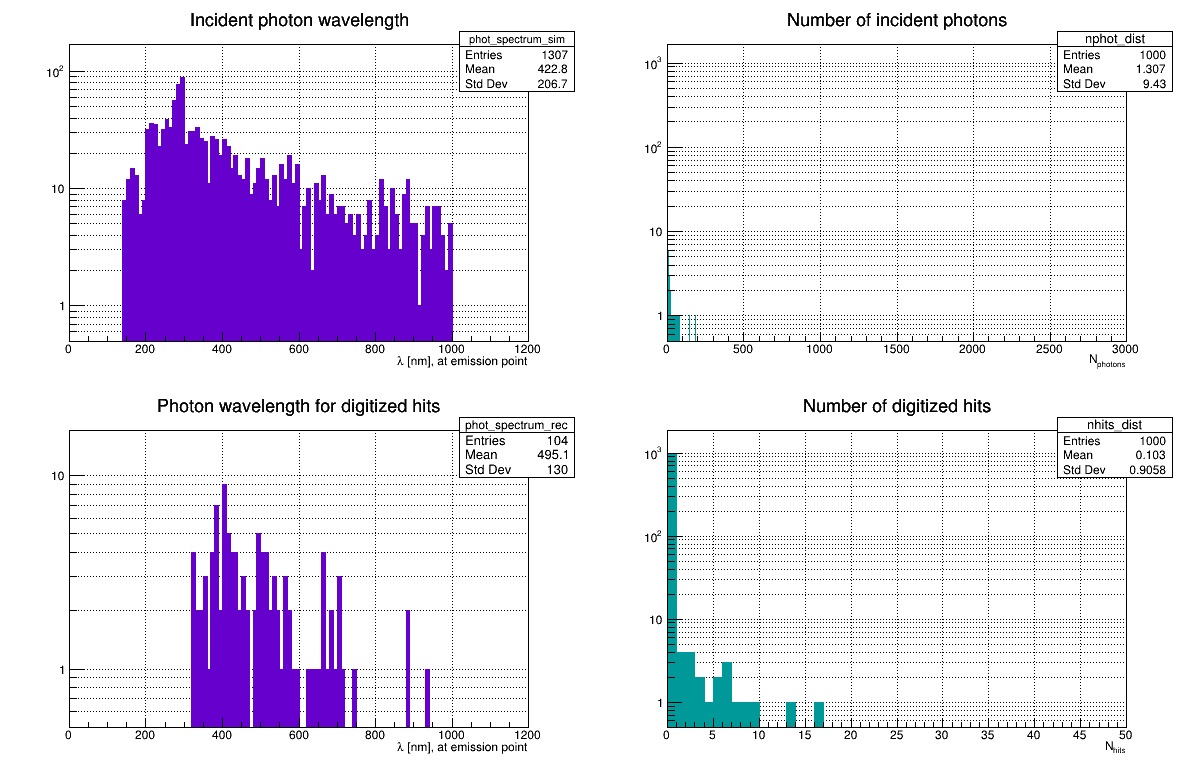 Incident photon wavelength
phot_spectrum_sim
Entries 1307
Mean 422.8
Std Dev 206.7
10²
10
1
0 200 400 600 800 1000 1200
λ [nm], at emission point
Number of incident photons
nphot_dist
Entries 1000
Mean 1.307
Std Dev 9.43
10³
10²
10
1
0 500 1000 1500 2000 2500 3000
N_photons
Photon wavelength for digitized hits
phot_spectrum_rec
Entries 104
Mean 495.1
Std Dev 130
10
1
0 200 400 600 800 1000 1200
λ [nm], at emission point
Number of digitized hits
nhits_dist
Entries 1000
Mean 0.103
Std Dev 0.9058
10³
10²
10
1
0 5 10 15 20 25 30 35 40 45 50
N_hits